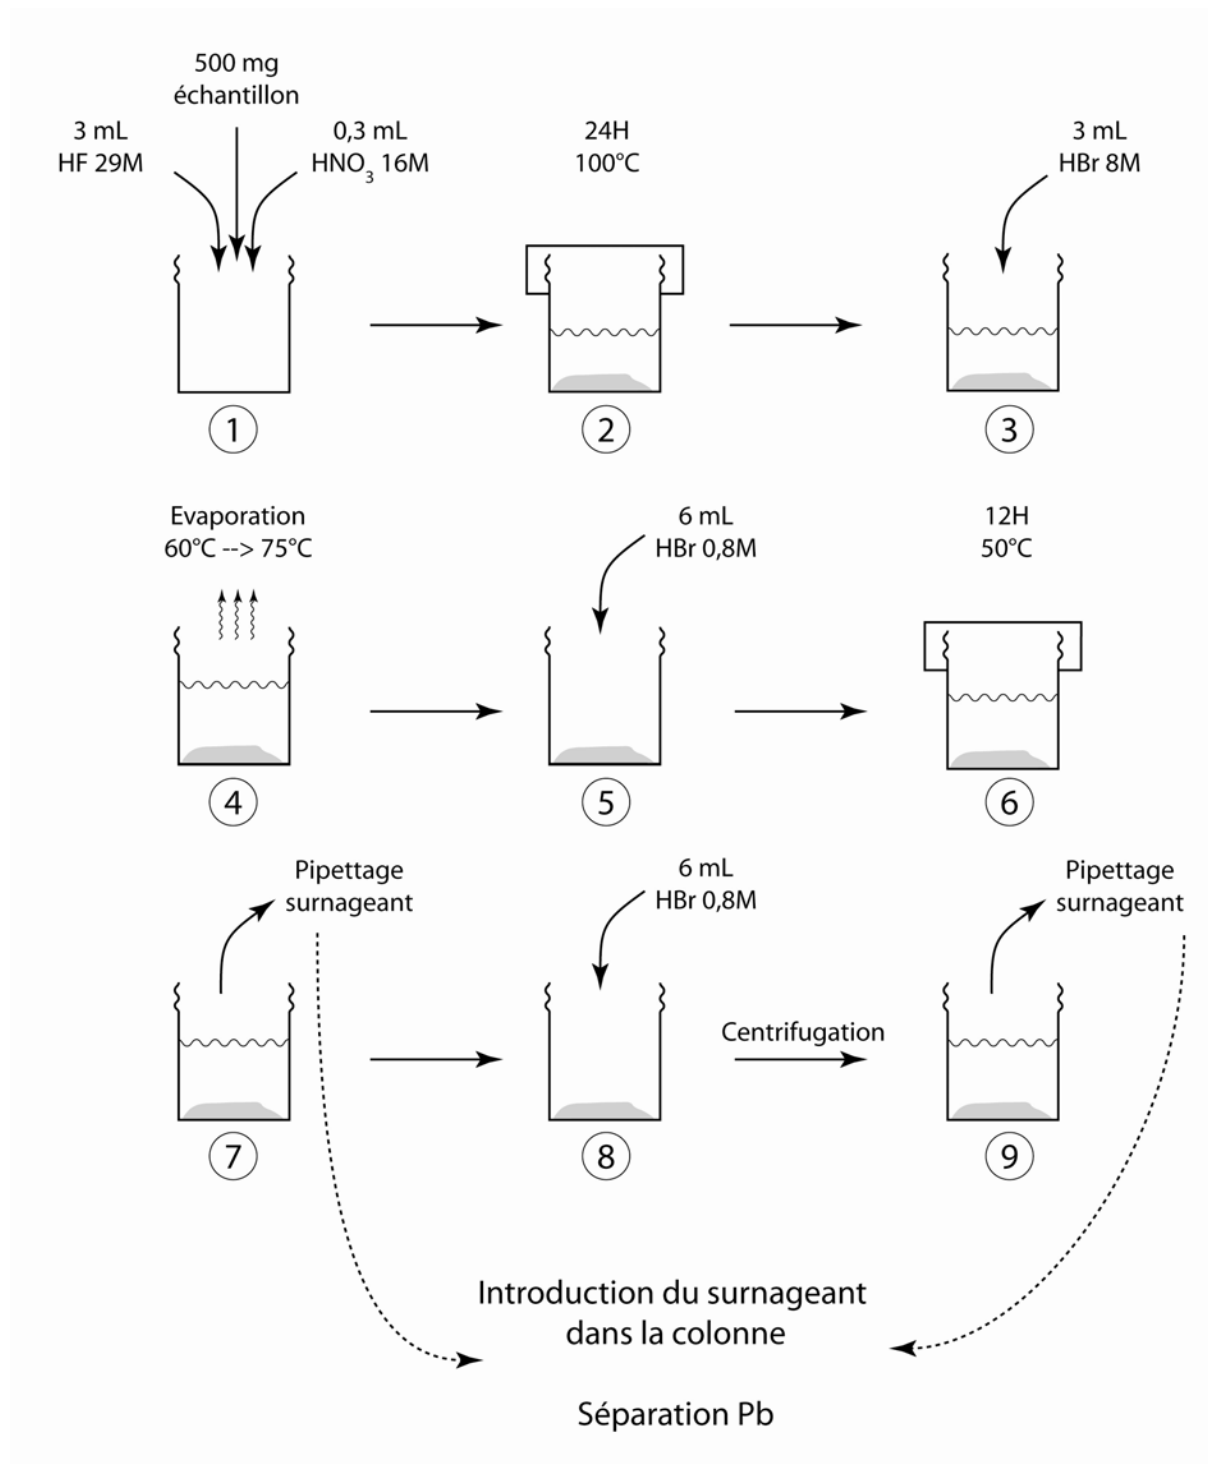 500 mg
échantillon
3 mL
HF 29M
0,3 mL
HNO3 16M
24H
100°C
3 mL
HBr 8M
1
2
3
Evaporation
60°C --> 75°C
6 mL
HBr 0,8M
12H
50°C
4
5
6
Pipettage
surnageant
6 mL
HBr 0,8M
Pipettage
surnageant
Centrifugation
7
8
9
Introduction du surnageant
dans la colonne
Séparation Pb